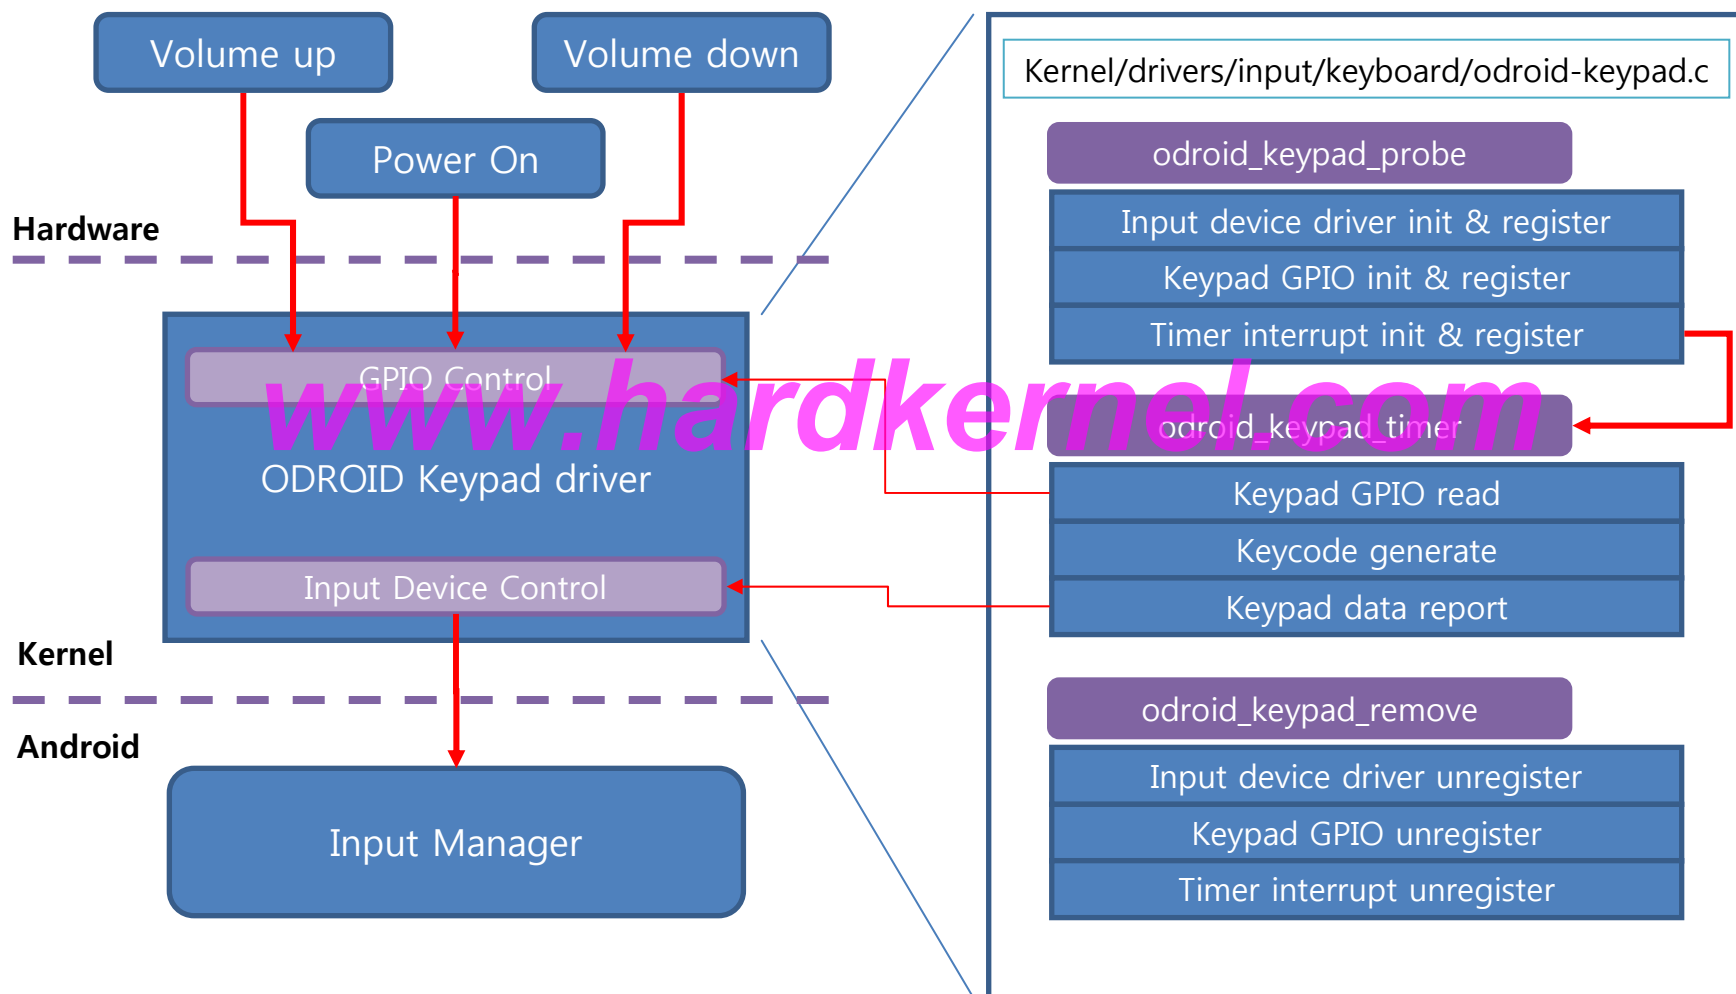 Volume up
Volume down
Power On
Hardware
GPIO Control
ODROID Keypad driver
Input Device Control
Kernel
Android
Input Manager
Kernel/drivers/input/keyboard/odroid-keypad.c
odroid_keypad_probe
Input device driver init & register
Keypad GPIO init & register
Timer interrupt init & register
www.hardkernel.com
odroid_keypad_timer
Keypad GPIO read
Keycode generate
Keypad data report
odroid_keypad_remove
Input device driver unregister
Keypad GPIO unregister
Timer interrupt unregister